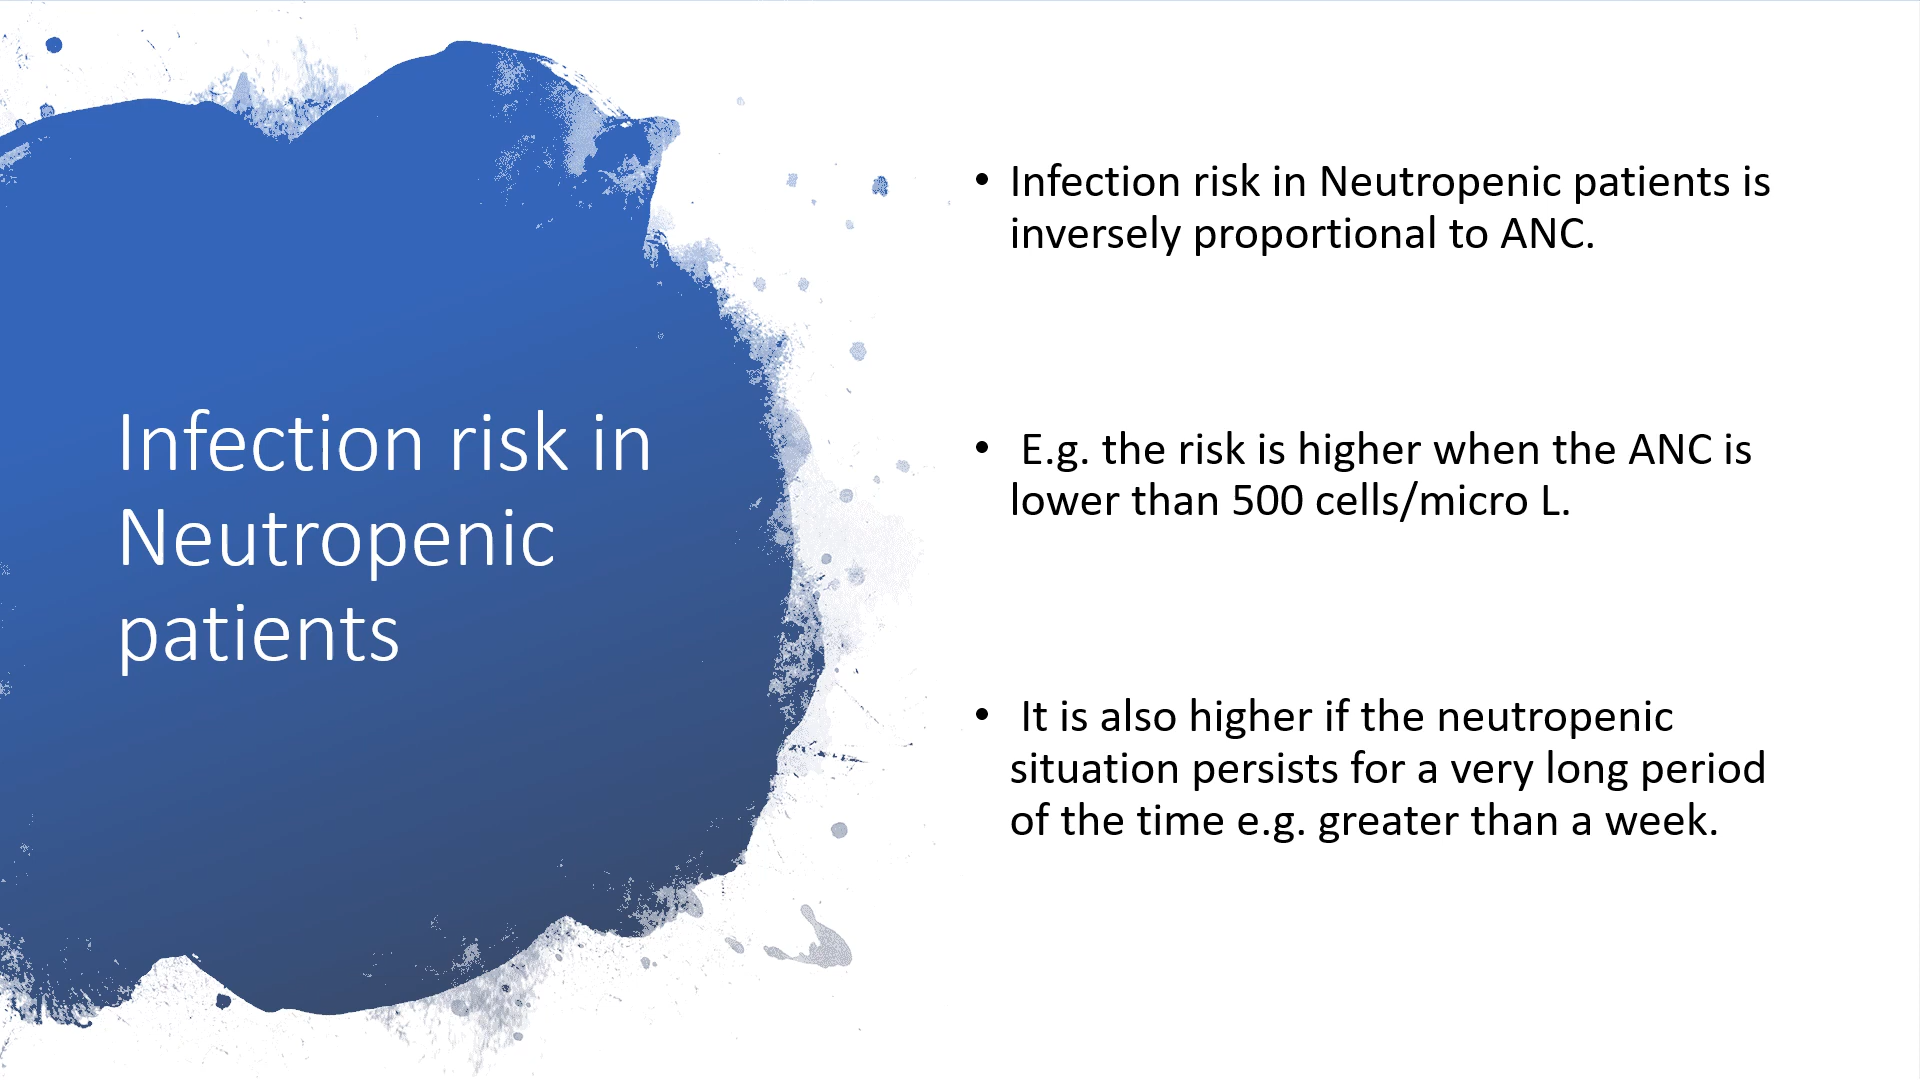 Infection risk in
Neutropenic
patients
• Infection risk in Neutropenic patients is
inversely proportional to ANC.
• E.g. the risk is higher when the ANC is
lower than 500 cells/micro L.
• It is also higher if the neutropenic
situation persists for a very long period
of the time e.g. greater than a week.